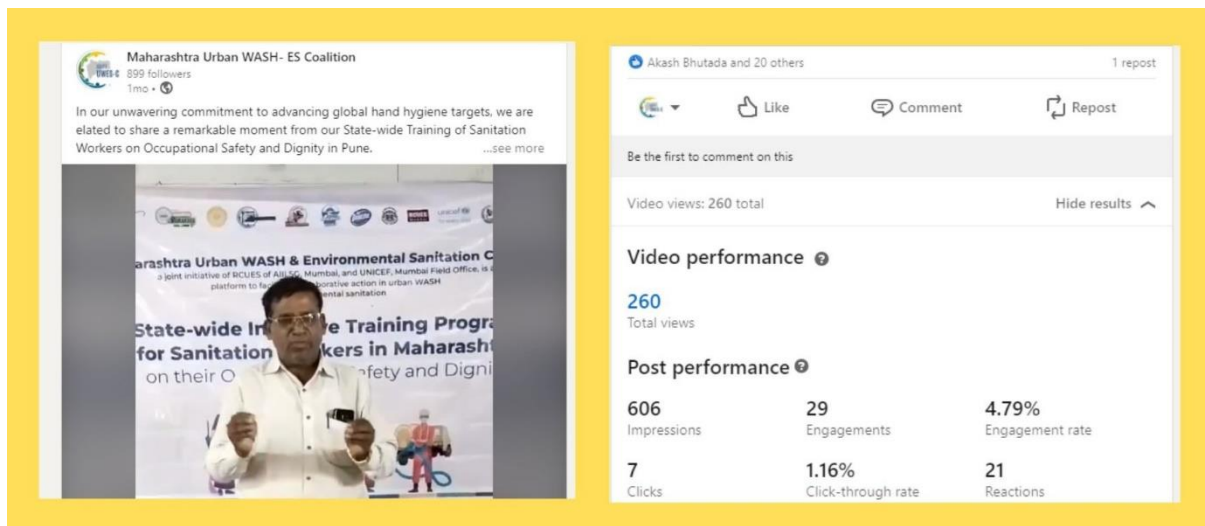 Maharashtra Urban WASH- ES Coalition
899 followers
1mo •
In our unwavering commitment to advancing global hand hygiene targets, we are
elated to share a remarkable moment from our State-wide Training of Sanitation
Workers on Occupational Safety and Dignity in Pune. ...see more
unicef
arashtra Urban WASH & Environmental Sanitation C
a joint initiative of RCUES of AIILSG, Mumbai, and UNICEF, Mumbai Field Office, is
platform to orative action in urban WASH
ental sanitation
State-wide In e Training Progra
for Sanitation kers in Maharasht
on their O afety and Digni
Akash Bhutada and 20 others 1 repost
Like Comment Repost
Be the first to comment on this
Video views: 260 total Hide results
Video performance
260
Total views
Post performance
606 29 4.79%
Impressions Engagements Engagement rate
7 1.16% 21
Clicks Click-through rate Reactions